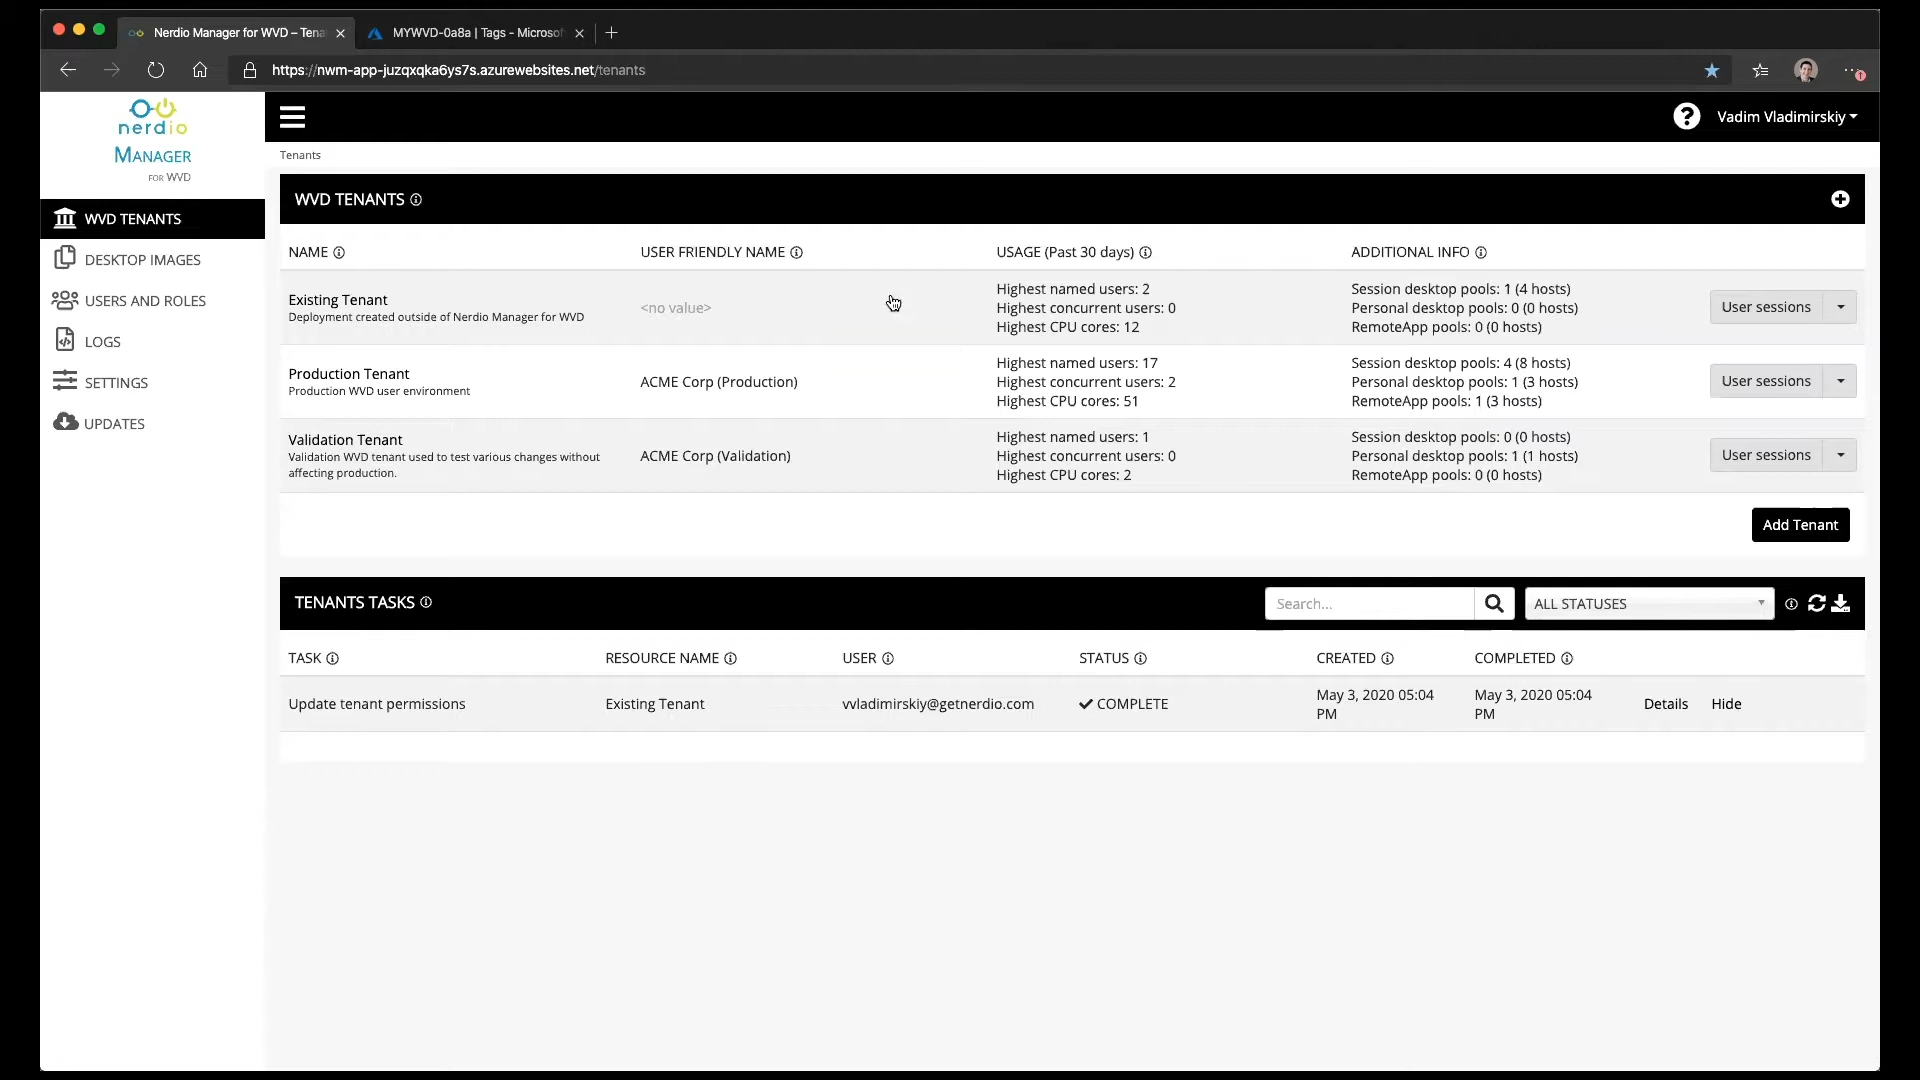 Nerdio Manager for WVD – Tena
MYWVD-0a8a | Tags - Microsof
https://nwm-app-juzqxqka6ys7s.azurewebsites.net/tenants
nerdio
MANAGER
FOR WVD
Vadim Vladimirskiy
WVD TENANTS
DESKTOP IMAGES
USERS AND ROLES
LOGS
SETTINGS
UPDATES
Tenants
WVD TENANTS
NAME USER FRIENDLY NAME USAGE (Past 30 days) ADDITIONAL INFO
Existing Tenant
Deployment created outside of Nerdio Manager for WVD
<no value>
Highest named users: 2
Highest concurrent users: 0
Highest CPU cores: 12
Session desktop pools: 1 (4 hosts)
Personal desktop pools: 0 (0 hosts)
RemoteApp pools: 0 (0 hosts)
User sessions
Production Tenant
Production WVD user environment
ACME Corp (Production)
Highest named users: 17
Highest concurrent users: 2
Highest CPU cores: 51
Session desktop pools: 4 (8 hosts)
Personal desktop pools: 1 (3 hosts)
RemoteApp pools: 1 (3 hosts)
User sessions
Validation Tenant
Validation WVD tenant used to test various changes without
affecting production.
ACME Corp (Validation)
Highest named users: 1
Highest concurrent users: 0
Highest CPU cores: 2
Session desktop pools: 0 (0 hosts)
Personal desktop pools: 1 (1 hosts)
RemoteApp pools: 0 (0 hosts)
User sessions
Add Tenant
TENANTS TASKS
Search...
ALL STATUSES
TASK RESOURCE NAME USER STATUS CREATED COMPLETED
Update tenant permissions
Existing Tenant
vvladimirskiy@getnerdio.com
COMPLETE
May 3, 2020 05:04
PM
May 3, 2020 05:04
PM
Details
Hide